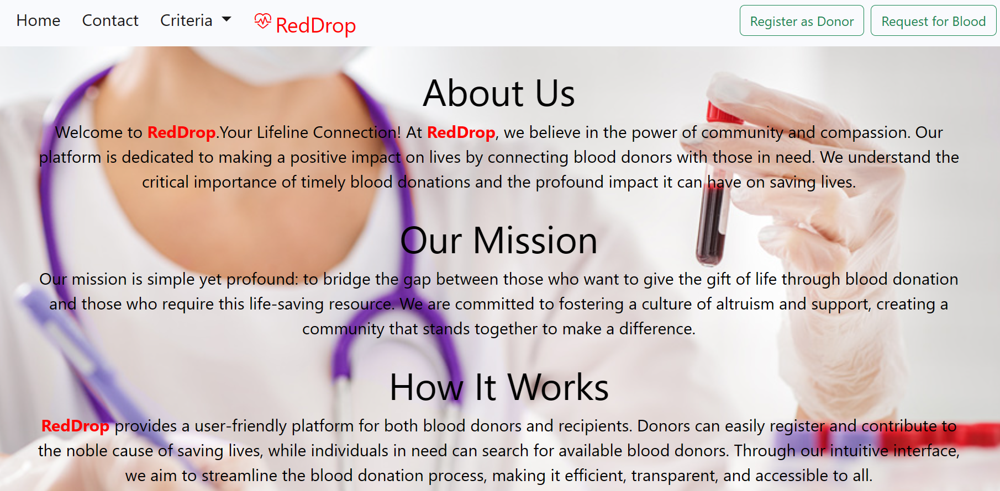 Home Contact Criteria RedDrop Register as Donor Request for Blood
About Us
Welcome to RedDrop.Your Lifeline Connection! At RedDrop, we believe in the power of community and compassion. Our
platform is dedicated to making a positive impact on lives by connecting blood donors with those in need. We understand the
critical importance of timely blood donations and the profound impact it can have on saving lives.
Our Mission
Our mission is simple yet profound: to bridge the gap between those who want to give the gift of life through blood donation
and those who require this life-saving resource. We are committed to fostering a culture of altruism and support, creating a
community that stands together to make a difference.
How It Works
RedDrop provides a user-friendly platform for both blood donors and recipients. Donors can easily register and contribute to
the noble cause of saving lives, while individuals in need can search for available blood donors. Through our intuitive interface,
we aim to streamline the blood donation process, making it efficient, transparent, and accessible to all.